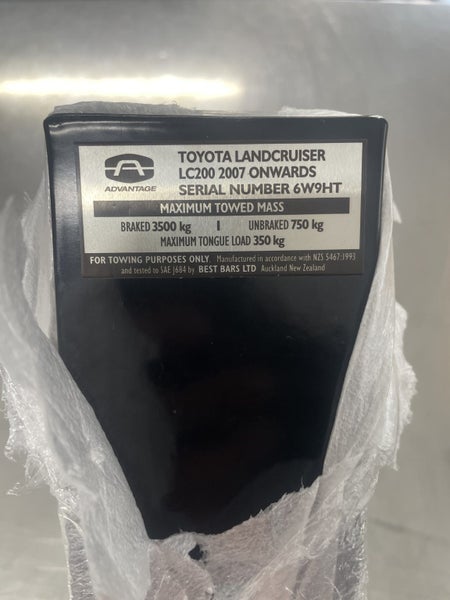 ADVANTAGE
TOYOTA LANDCRUISER
LC200 2007 ONWARDS
SERIAL NUMBER 6W9HT
MAXIMUM TOWED MASS
BRAKED 3500 kg | UNBRAKED 750 kg
MAXIMUM TONGUE LOAD 350 kg
FOR TOWING PURPOSES ONLY Manufactured in accordance with NZS 5467:1993
and tested to SAE J684 by BEST BARS LTD Auckland New Zealand